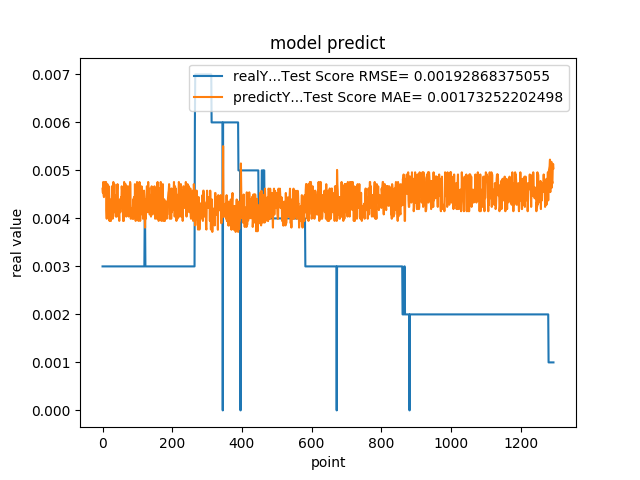 model predict
realY...Test Score RMSE= 0.00192868375055
predictY...Test Score MAE= 0.00173252202498
0.007
0.006
0.005
0.004
0.003
0.002
0.001
0.000
real value
0 200 400 600 800 1000 1200
point